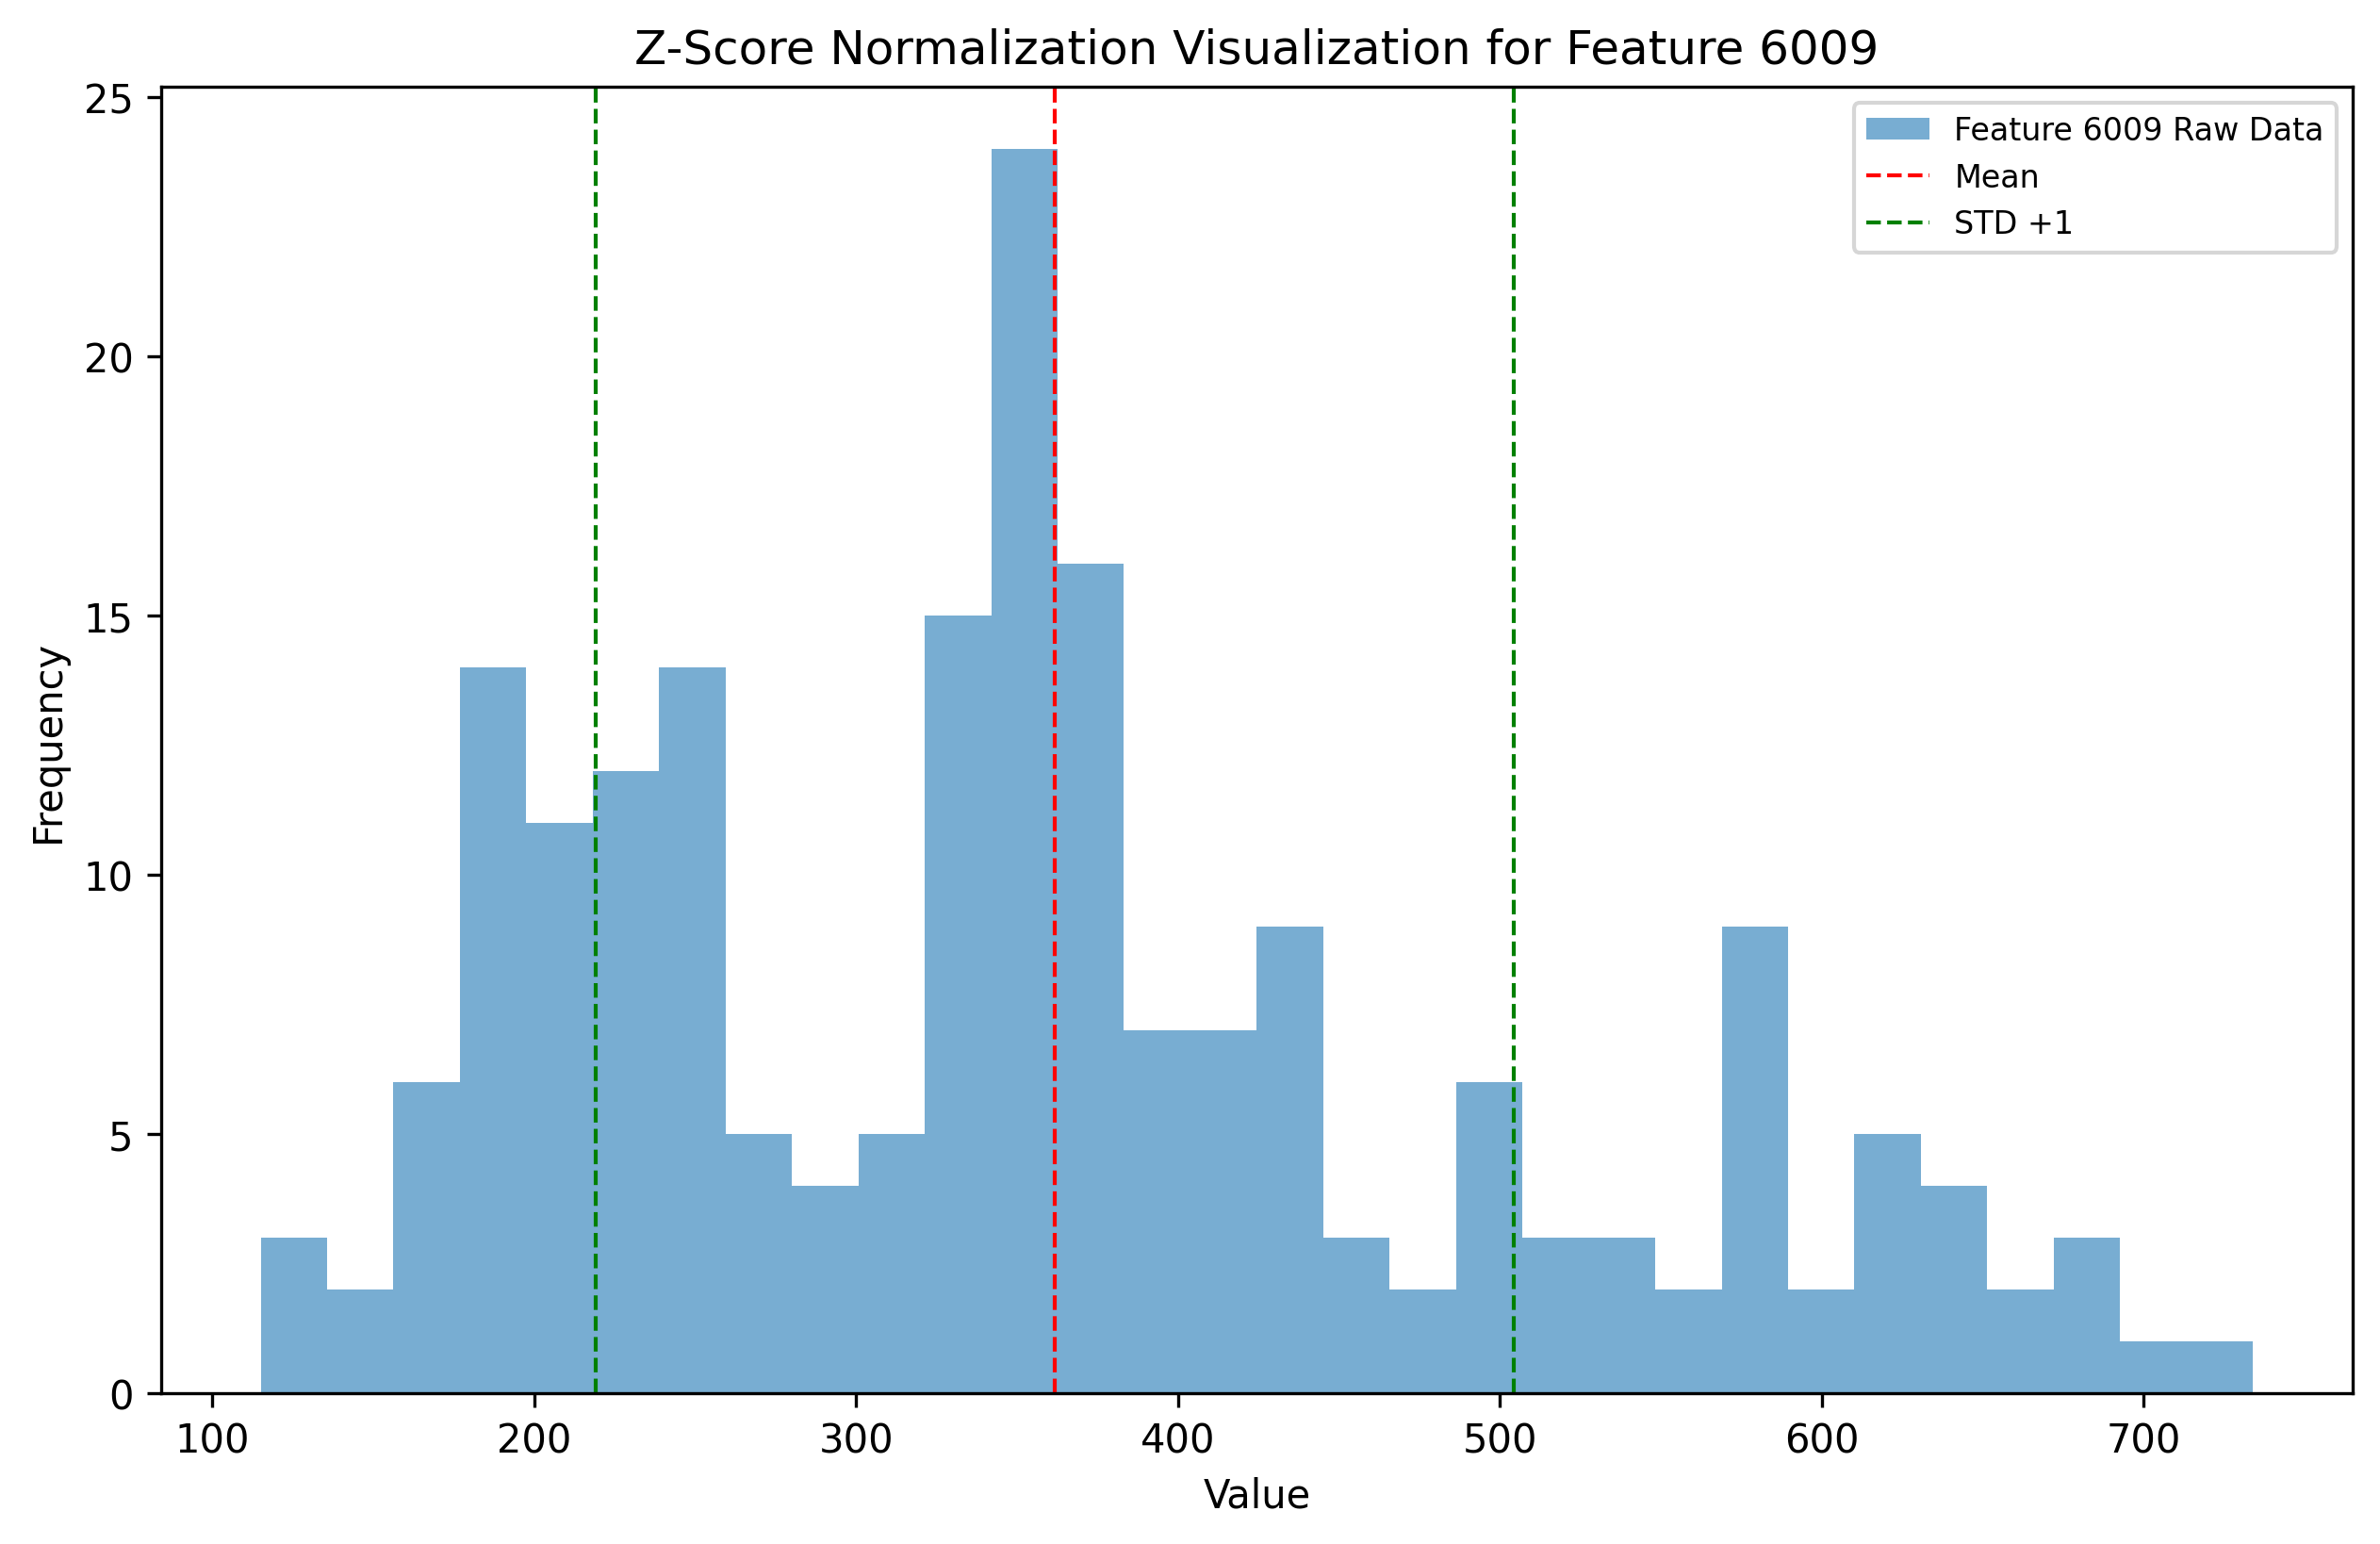 Z-Score Normalization Visualization for Feature 6009
25
20
15
10
5
0
Frequency
Feature 6009 Raw Data
Mean
STD +1
100 200 300 400 500 600 700
Value